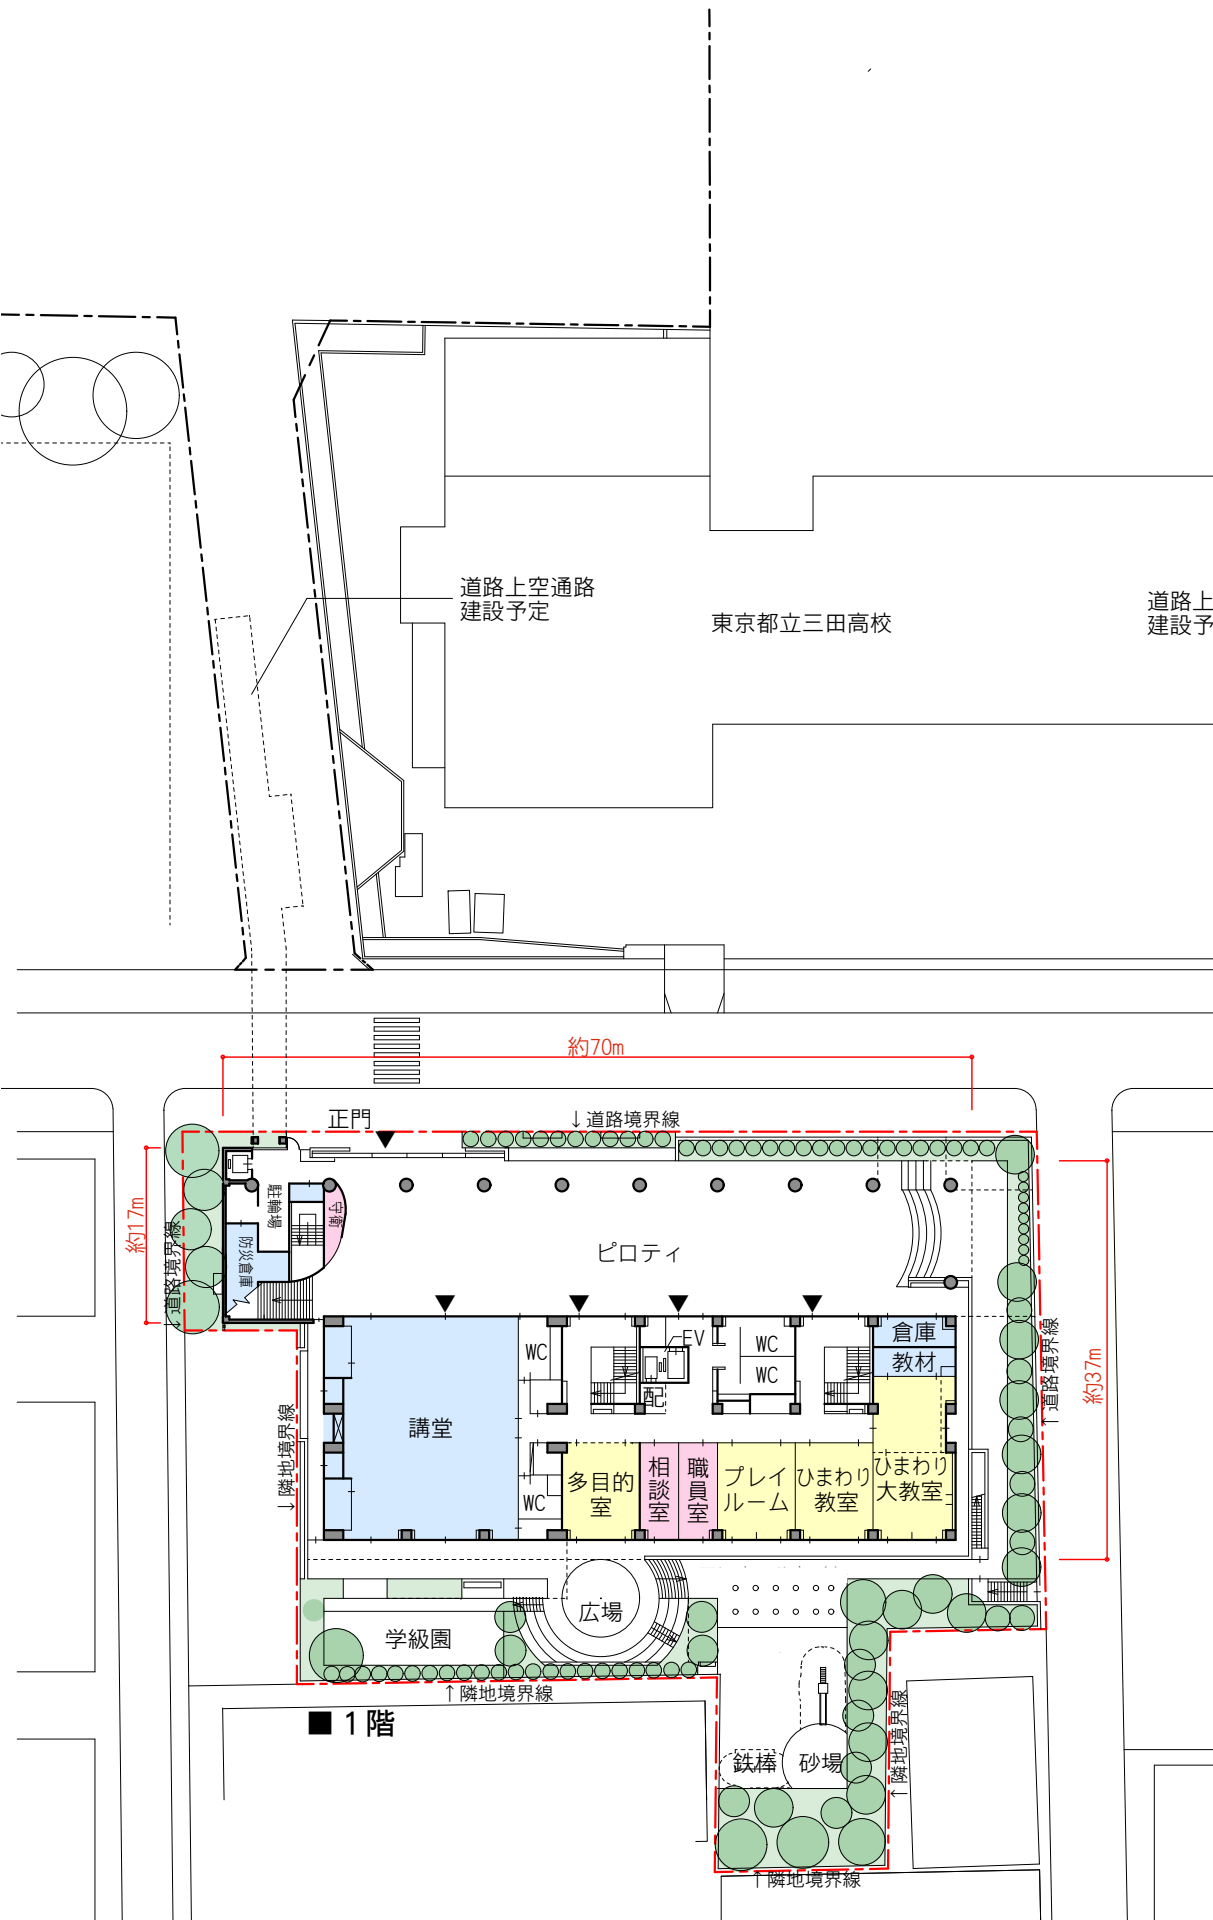 道路上空通路
建設予定
東京都立三田高校
道路上
建設予
約70m
正門
↓道路境界線
約17m
駐輪場
守衛
防災倉庫
↓道路境界線
ピロティ
WC
EV
WC
WC
配
倉庫
教材
↑道路境界線
約37m
講堂
↓隣地境界線
WC
多目的
室
相談室
職員室
プレイ
ルーム
ひまわり
教室
ひまわり
大教室
広場
学級園
↑隣地境界線
■1階
鉄棒
砂場
↑隣地境界線
↑隣地境界線